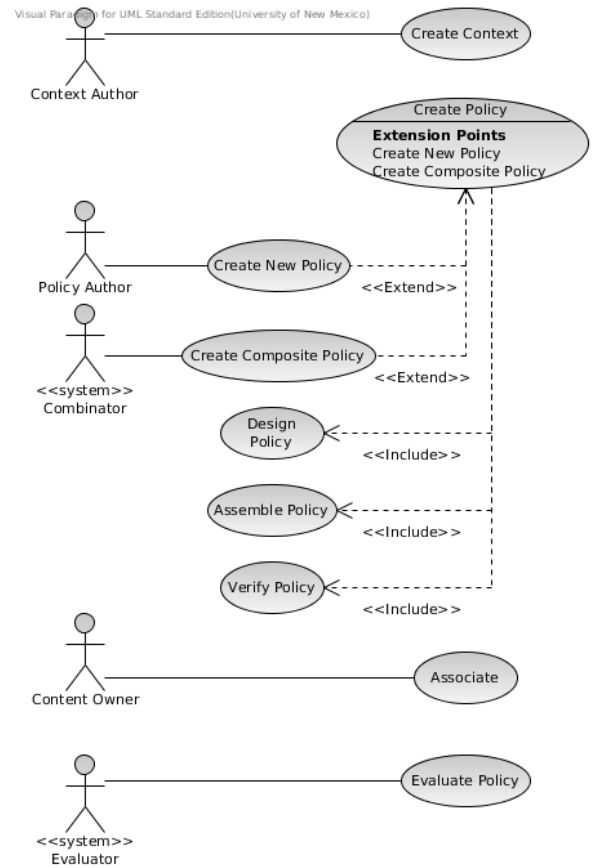 Visual Paradigm for UML Standard Edition(University of New Mexico)
Create Context
Context Author
Create Policy
Extension Points
Create New Policy
Create Composite Policy
Create New Policy
Policy Author
<<Extend>>
Create Composite Policy
<<Extend>>
<<system>>
Combinator
Design
Policy
<<Include>>
Assemble Policy
<<Include>>
Verify Policy
<<Include>>
Associate
Content Owner
Evaluate Policy
<<system>>
Evaluator